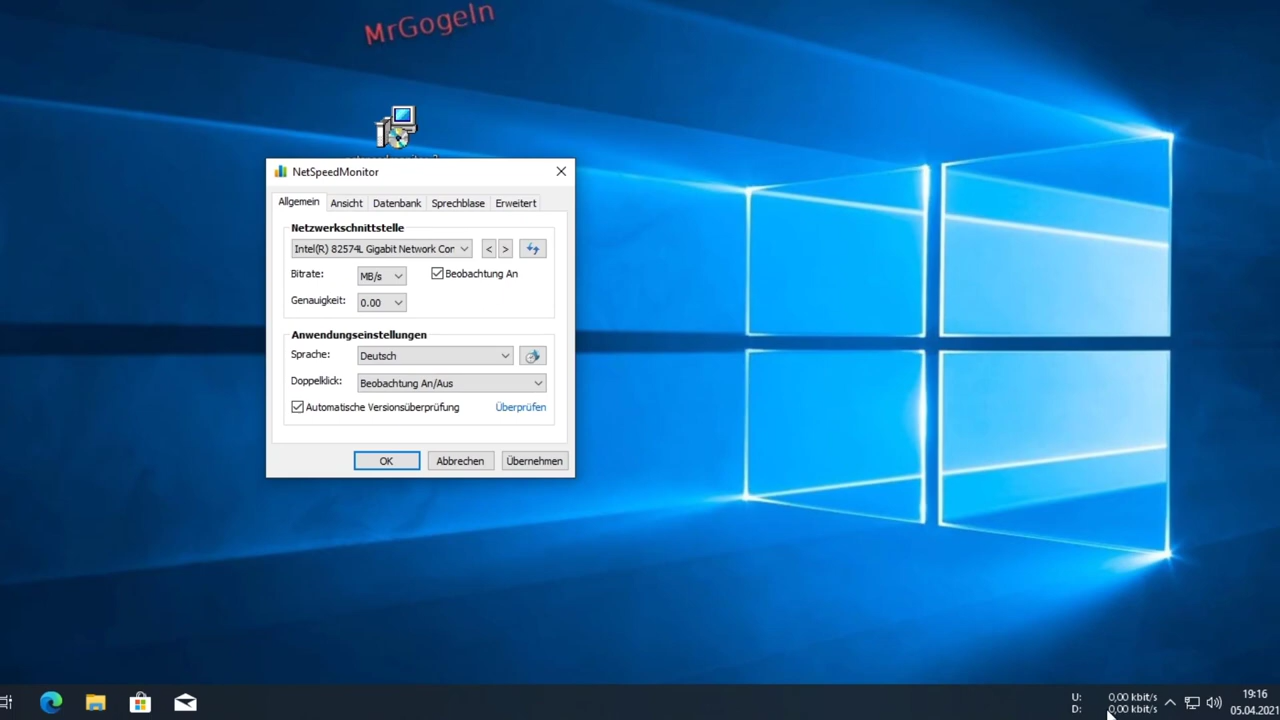 MrGogeln
NetSpeedMonitor
Allgemein Ansicht Datenbank Sprechblase Erweitert
Netzwerkschnittstelle
Intel(R) 82574L Gigabit Network Cor < >
Bitrate: MB/s Beobachtung An
Genauigkeit: 0.00
Anwendungseinstellungen
Sprache: Deutsch
Doppelklick: Beobachtung An/Aus
Automatische Versionsüberprüfung Überprüfen
OK Abbrechen Übernehmen
U: 0,00 kbit/s
D: 0,00 kbit/s
19:16
05.04.2021